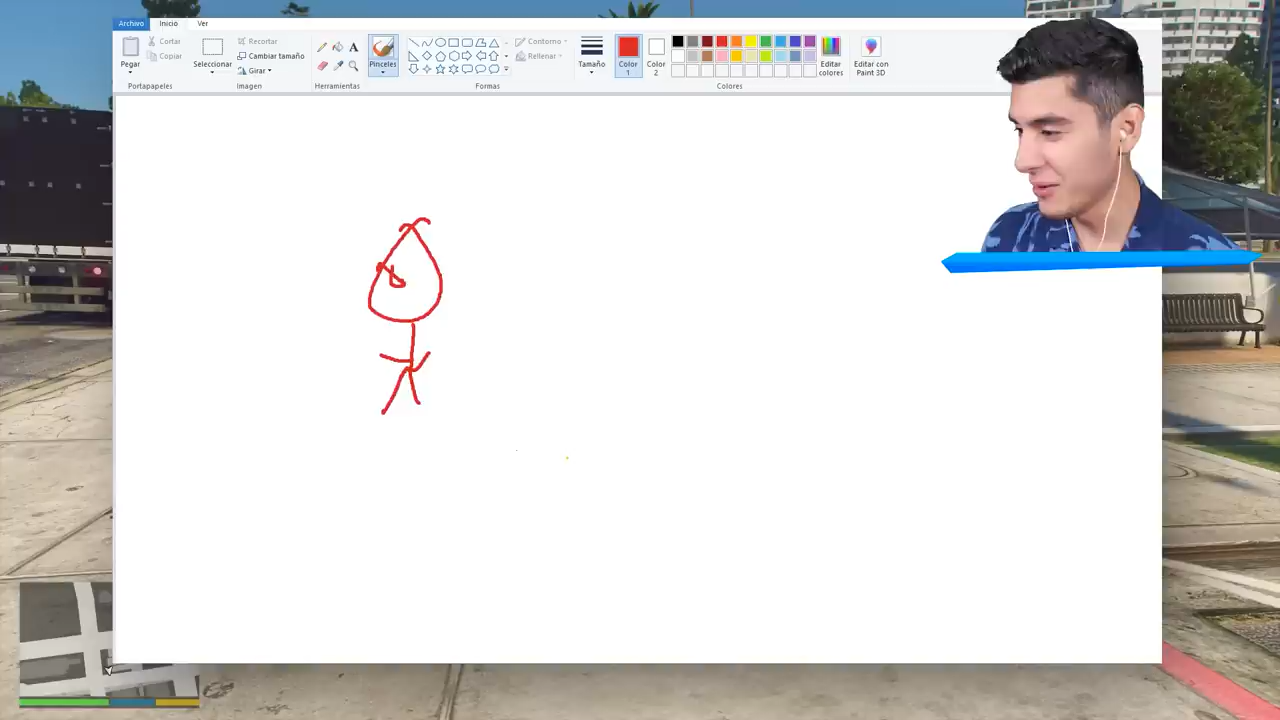 Archivo Inicio Ver
Pegar
Cortar
Copiar
Portapapeles
Seleccionar
Recortar
Cambiar tamaño
Girar
Imagen
A
Herramientas
Pinceles
Contorno
Rellenar
Formas
Tamaño
Color
1
Color
2
Editar
colores
Colores
Editar con
Paint 3D